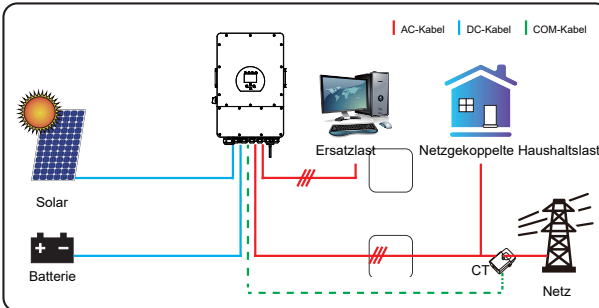 AC-Kabel DC-Kabel COM-Kabel
Ersatzlast Netzgekoppelte Haushaltslast
Solar
Batterie
CT
Netz